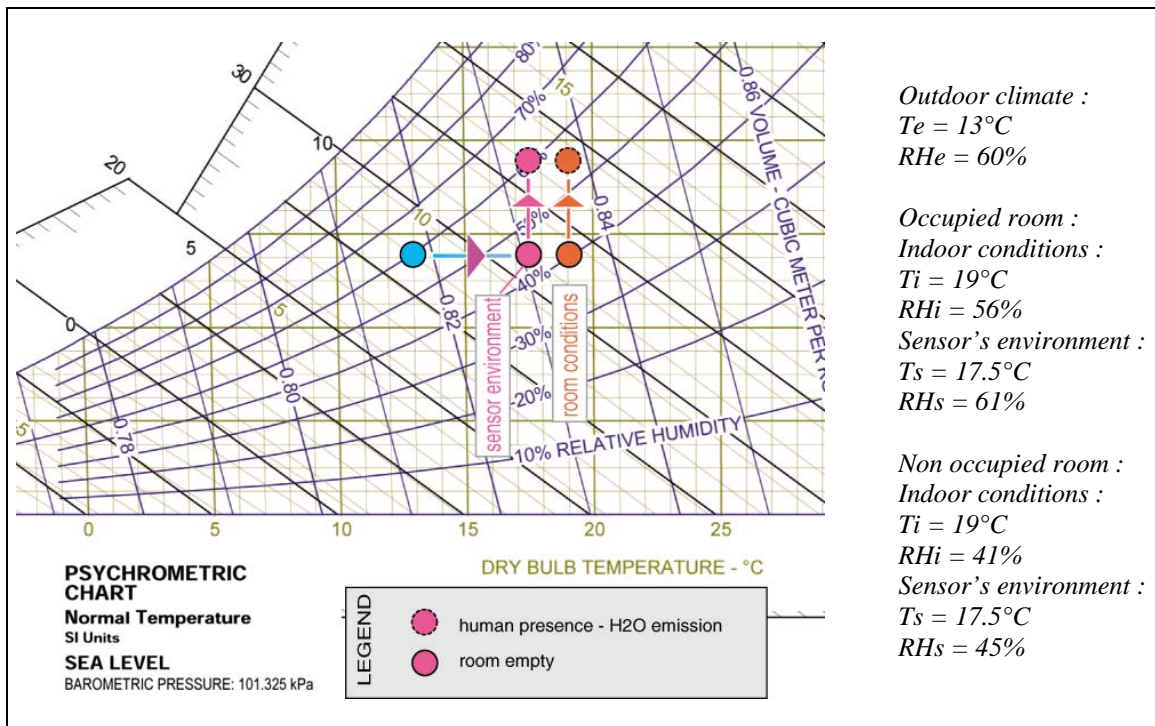 30
20
10
5
0
5
80
70%
15
10
55%
40%
30%
20%
5
5
0.86 VOLUME - CUBIC METER PER
0.84
0.82
0.80
0.78
10% RELATIVE HUMIDITY
sensor environment
room conditions
0 5 10 15 20 25
DRY BULB TEMPERATURE - °C
PSYCHROMETRIC
CHART
Normal Temperature
SI Units
SEA LEVEL
BAROMETRIC PRESSURE: 101.325 kPa
LEGEND
human presence - H2O emission
room empty
Outdoor climate :
Te = 13°C
RHe = 60%
Occupied room :
Indoor conditions :
Ti = 19°C
RHi = 56%
Sensor's environment :
Ts = 17.5°C
RHs = 61%
Non occupied room :
Indoor conditions :
Ti = 19°C
RHi = 41%
Sensor's environment :
Ts = 17.5°C
RHs = 45%